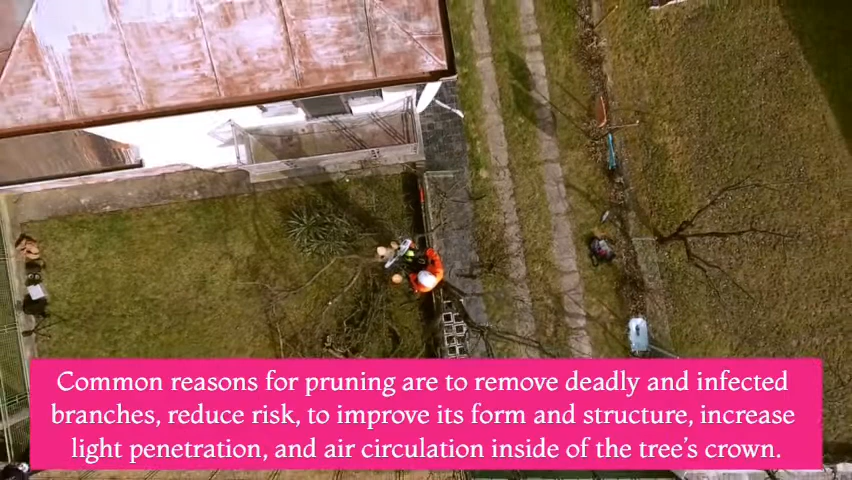 Common reasons for pruning are to remove deadly and infected
branches, reduce risk, to improve its form and structure, increase
light penetration, and air circulation inside of the tree's crown.